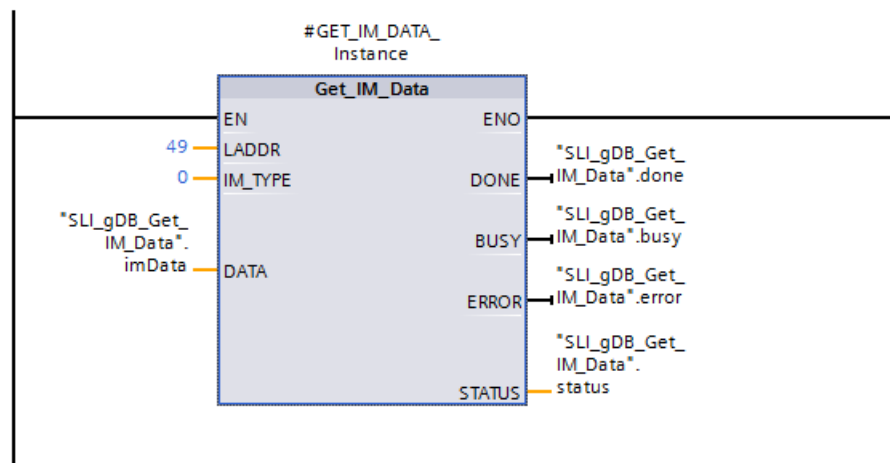 #GET_IM_DATA_
Instance
Get_IM_Data
EN
ENO
49
LADDR
0
IM_TYPE
"SLI_gDB_Get_
IM_Data".
imData
DATA
DONE
"SLI_gDB_Get_
IM_Data".done
BUSY
"SLI_gDB_Get_
IM_Data".busy
ERROR
"SLI_gDB_Get_
IM_Data".error
STATUS
"SLI_gDB_Get_
IM_Data".
status